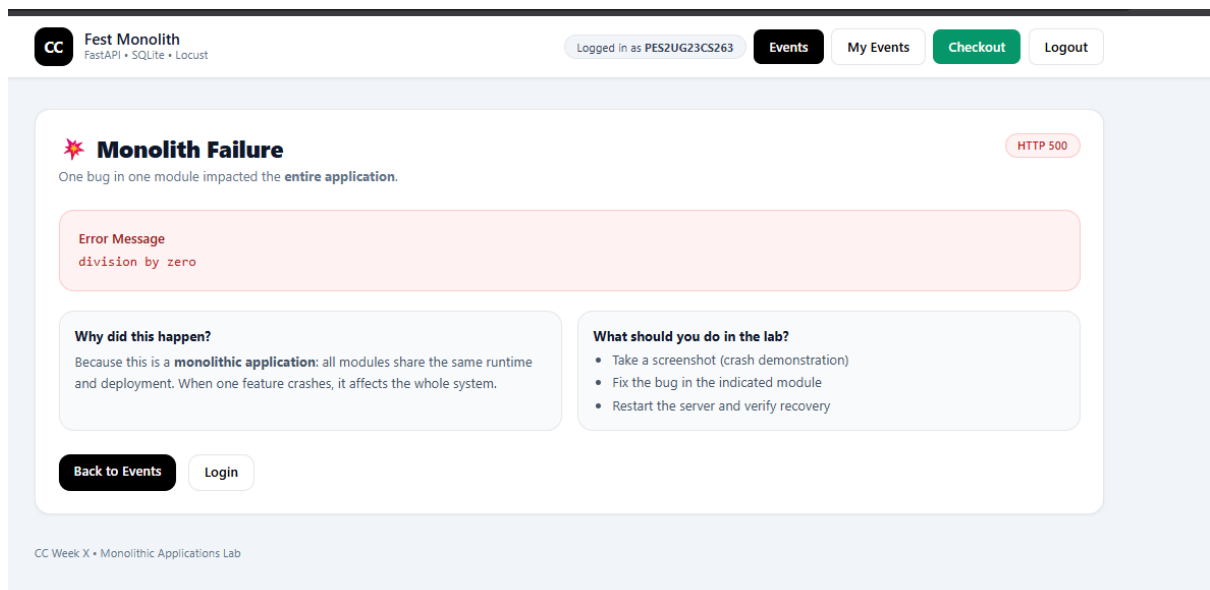 CC
Fest Monolith
FastAPI • SQLite • Locust
Logged in as PES2UG23CS263
Events
My Events
Checkout
Logout
Monolith Failure
HTTP 500
One bug in one module impacted the entire application.
Error Message
division by zero
Why did this happen?
Because this is a monolithic application: all modules share the same runtime
and deployment. When one feature crashes, it affects the whole system.
What should you do in the lab?
• Take a screenshot (crash demonstration)
• Fix the bug in the indicated module
• Restart the server and verify recovery
Back to Events
Login
CC Week X • Monolithic Applications Lab